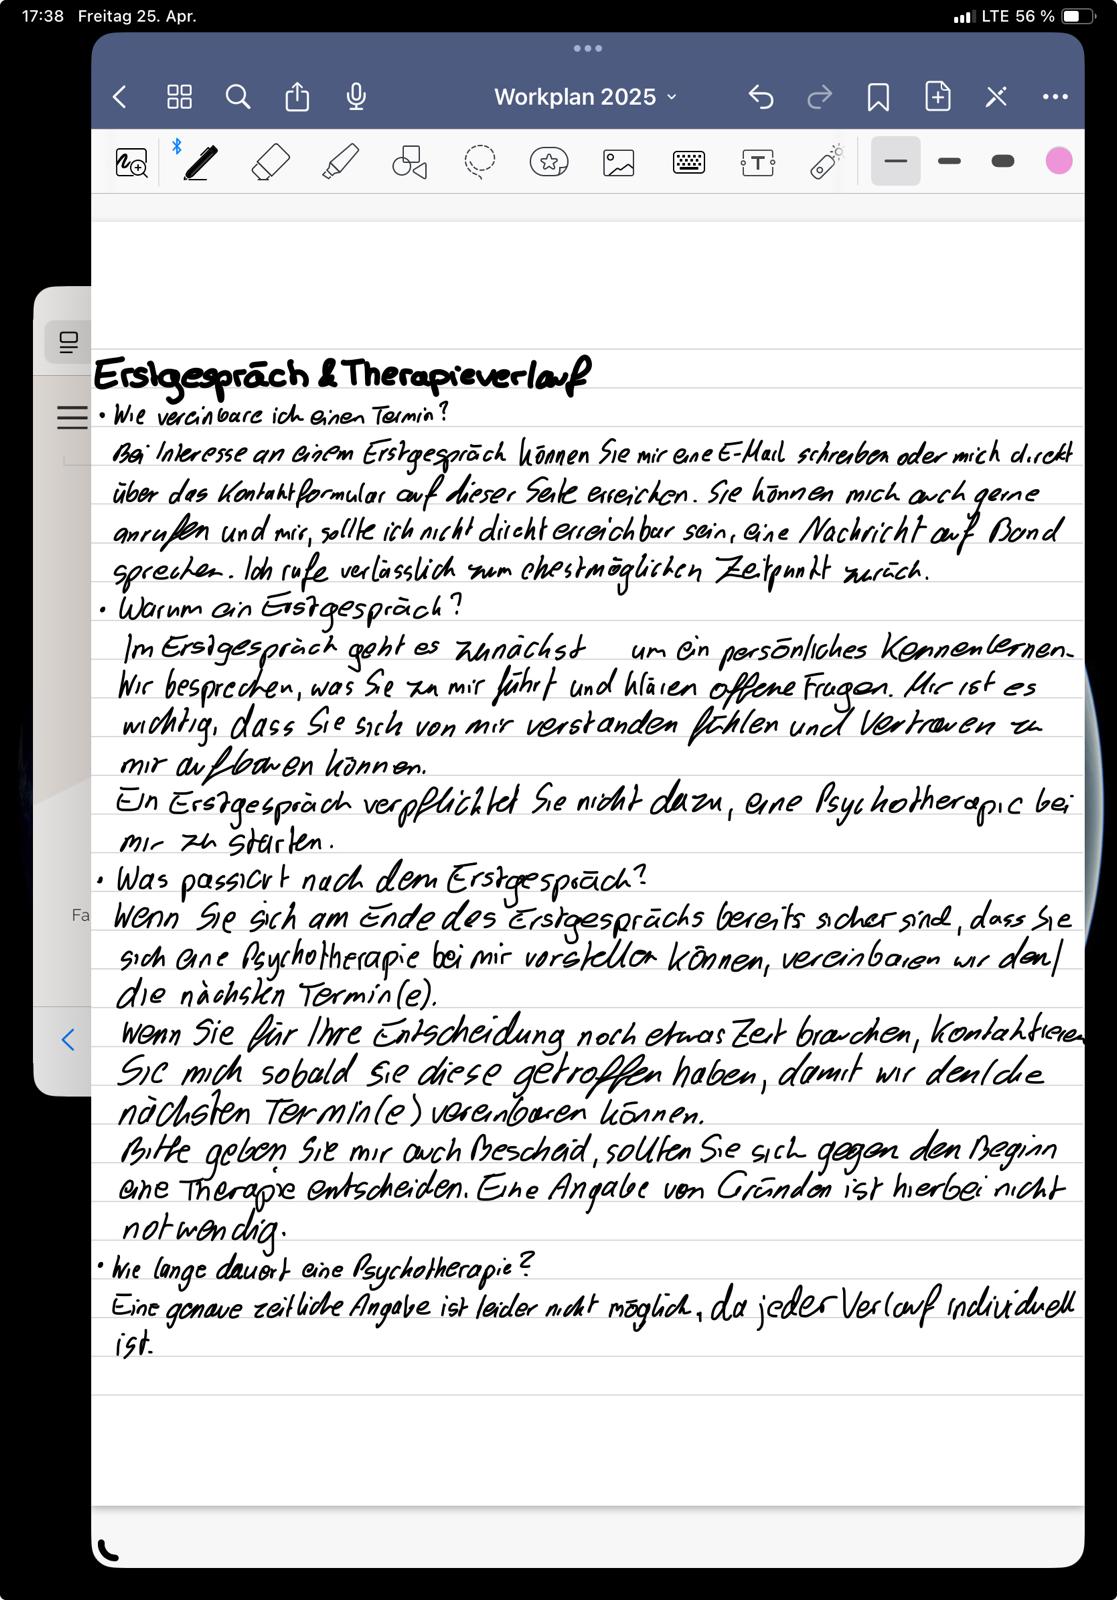 17:38 Freitag 25. Apr.
LTE 56 %
Workplan 2025
Erstgespräch & Therapieverlauf
• Wie vereinbare ich einen Termin?
Bei Interesse an einem Erstgespräch können Sie mir eine E-Mail schreiben oder mich direkt
über das Kontaktformular auf dieser Seite erreichen. Sie können mich auch gerne
anrufen und mir, sollte ich nicht direkt erreichbar sein, eine Nachricht auf Band
sprechen. Ich rufe verlässlich zum ehestmöglichen Zeitpunkt zurück.
• Warum ein Erstgespräch?
Im Erstgespräch geht es zunächst um ein persönliches Kennenlernen.
Wir besprechen, was Sie zu mir führt und klären offene Fragen. Mir ist es
wichtig, dass Sie sich von mir verstanden fühlen und Vertrauen zu
mir aufbauen können.
Ein Erstgespräch verpflichtet Sie nicht dazu, eine Psychotherapie bei
mir zu starten.
• Was passiert nach dem Erstgespräch?
Wenn Sie sich am Ende des Erstgesprächs bereits sicher sind, dass Sie
sich eine Psychotherapie bei mir vorstellen können, vereinbaren wir den/
die nächsten Termin(e).
Wenn Sie für Ihre Entscheidung noch etwas Zeit brauchen, kontaktieren
Sie mich sobald sie diese getroffen haben, damit wir den/die
nächsten Termin(e) vereinbaren können.
Bitte geben Sie mir auch Bescheid, sollten Sie sich gegen den Beginn
eine Therapie entscheiden. Eine Angabe von Gründen ist hierbei nicht
notwendig.
• Wie lange dauert eine Psychotherapie?
Eine genaue zeitliche Angabe ist leider nicht möglich, da jeder Verlauf individuell
ist.
Fa